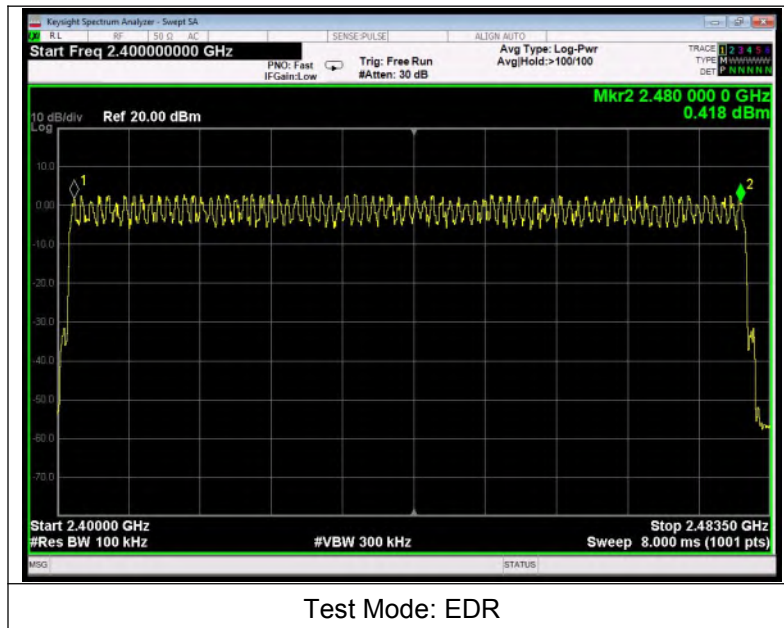 Keysight Spectrum Analyzer - Swept SA
RL RF 50 Ω AC SENSE:PULSE ALIGN AUTO
Start Freq 2.400000000 GHz
PNO: Fast
IFGain:Low
Trig: Free Run
#Atten: 30 dB
Avg Type: Log-Pwr
Avg|Hold:>100/100
TRACE 1 2 3 4 5 6
TYPE M WWWWW
DET P N N N N N
Mkr2 2.480 000 0 GHz
0.418 dBm
10 dB/div Ref 20.00 dBm
Log
10.0
0.00
-10.0
-20.0
-30.0
-40.0
-50.0
-60.0
-70.0
1
2
Start 2.40000 GHz
Stop 2.48350 GHz
#Res BW 100 kHz
#VBW 300 kHz
Sweep 8.000 ms (1001 pts)
MSG STATUS
Test Mode: EDR